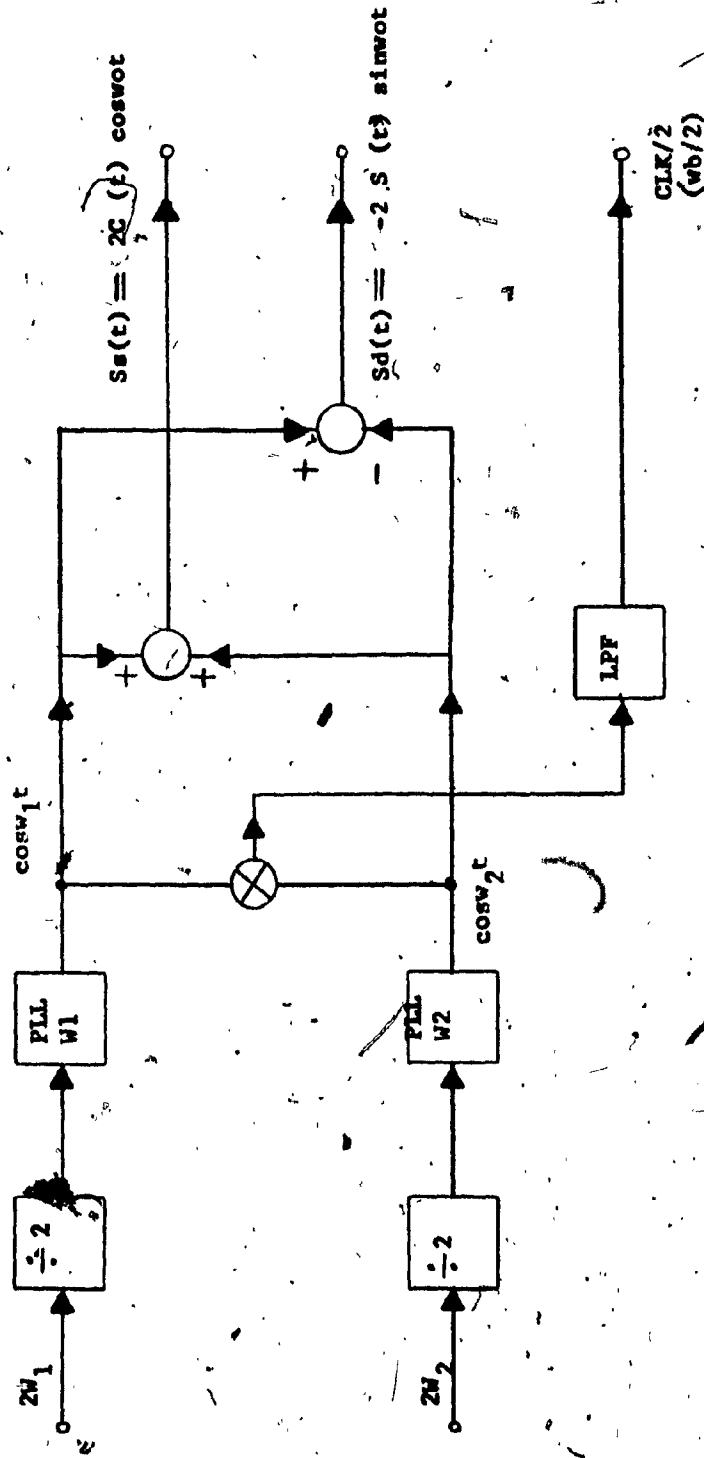 2W1
÷2
PLL
W1
cosw1t
Ss(t) = 2C (t) coswot
+
+
+
-
Sd(t) = -2 S (t) sinwot
2W2
÷2
PLL
W2
cosw2t
LPF
CLK/2
(wb/2)